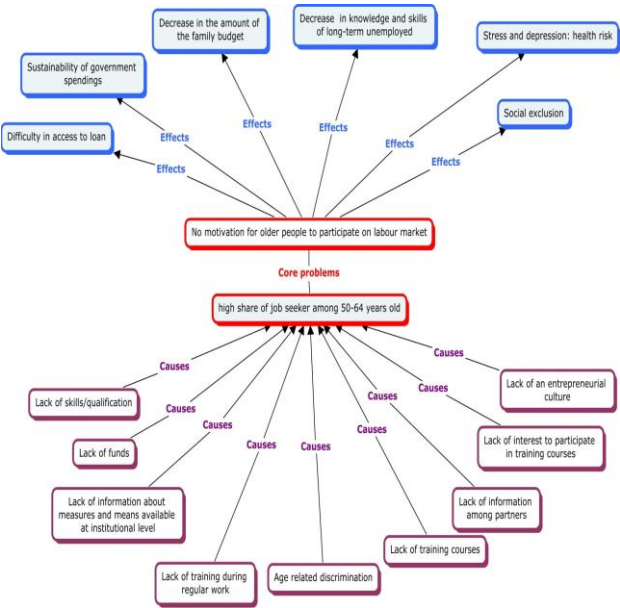 Decrease in the amount of
the family budget
Decrease in knowledge and skills
of long-term unemployed
Stress and depression: health risk
Sustainability of government
spendings
Social exclusion
Difficulty in access to loan
Effects
Effects
Effects
Effects
Effects
No motivation for older people to participate on labour market
Core problems
high share of job seeker among 50-64 years old
Causes
Causes
Causes
Causes
Causes
Causes
Causes
Causes
Causes
Lack of an entrepreneurial
culture
Lack of skills/qualification
Lack of interest to participate
in training courses
Lack of funds
Lack of information about
measures and means available
at institutional level
Lack of information
among partners
Lack of training courses
Lack of training during
regular work
Age related discrimination